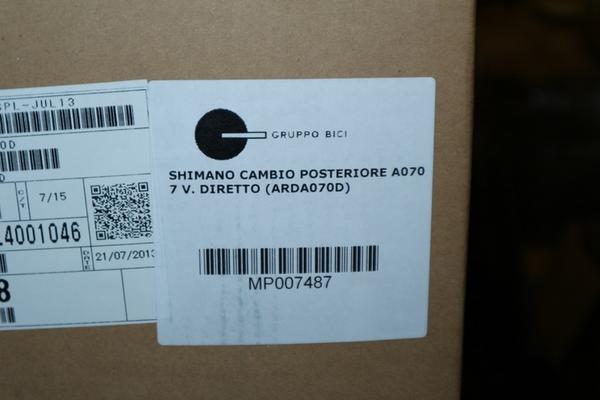 SPL-JUL13
0D
C/T 7/15
4001046
DATE 21/07/2013
8
GRUPPO BICI
SHIMANO CAMBIO POSTERIORE A070
7 V. DIRETTO (ARDA070D)
MP007487